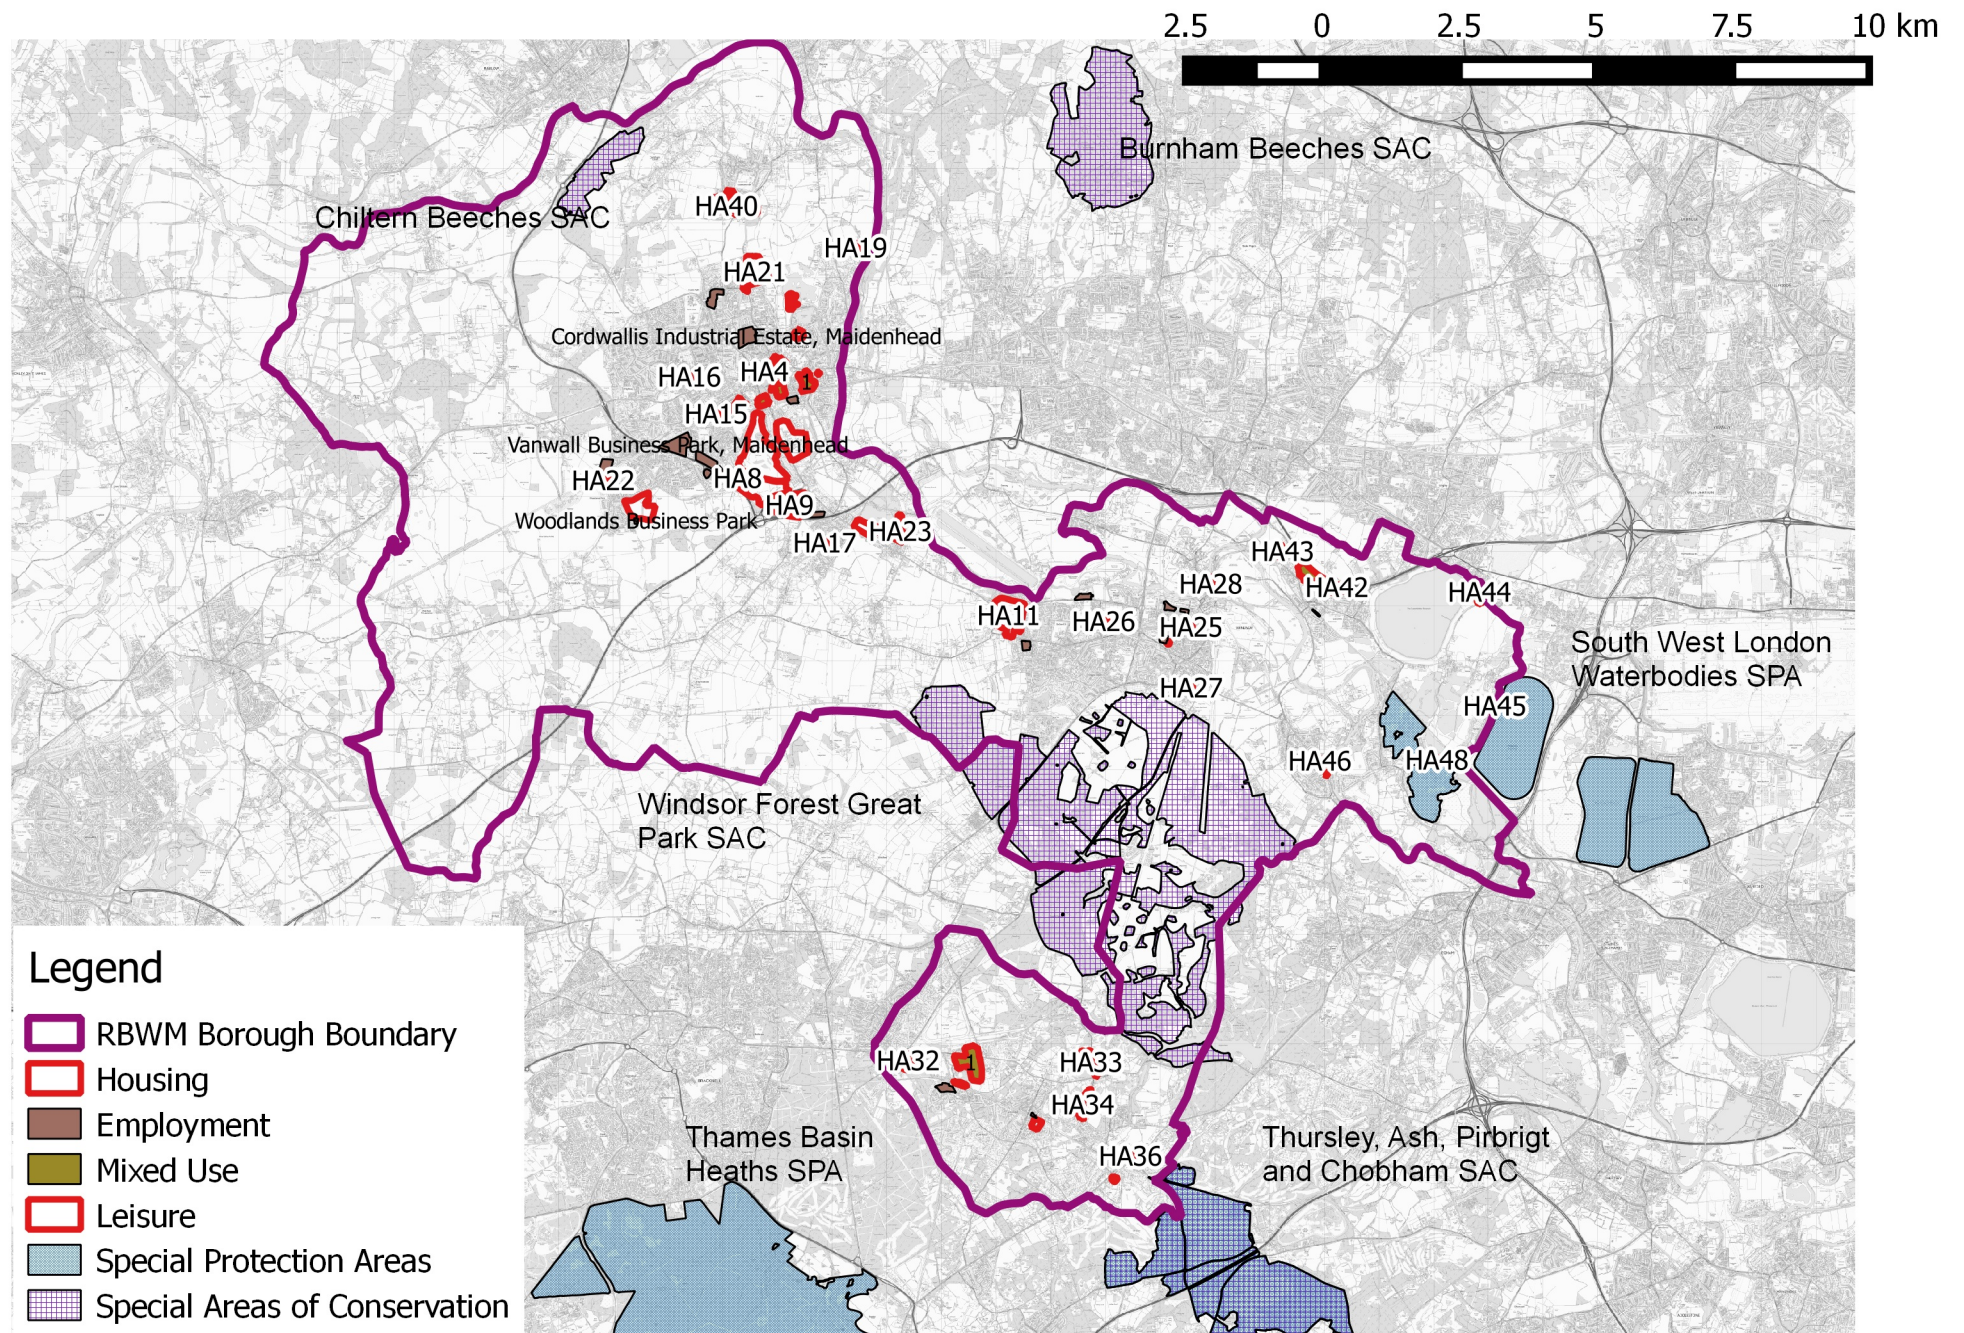 2.5 0 2.5 5 7.5 10 km
Burnham Beeches SAC
Chiltern Beeches SAC
HA40
HA19
HA21
Cordwallis Industrial Estate, Maidenhead
HA16
HA4
1
HA15
Vanwall Business Park, Maidenhead
HA22
HA8
HA9
Woodlands Business Park
HA17
HA23
HA43
HA28
HA42
HA44
HA11
HA26
HA25
South West London
Waterbodies SPA
HA27
HA45
HA46
HA48
Windsor Forest Great
Park SAC
HA32
1
HA33
HA34
HA36
Thames Basin
Heaths SPA
Thursley, Ash, Pirbrigt
and Chobham SAC
Legend
RBWM Borough Boundary
Housing
Employment
Mixed Use
Leisure
Special Protection Areas
Special Areas of Conservation